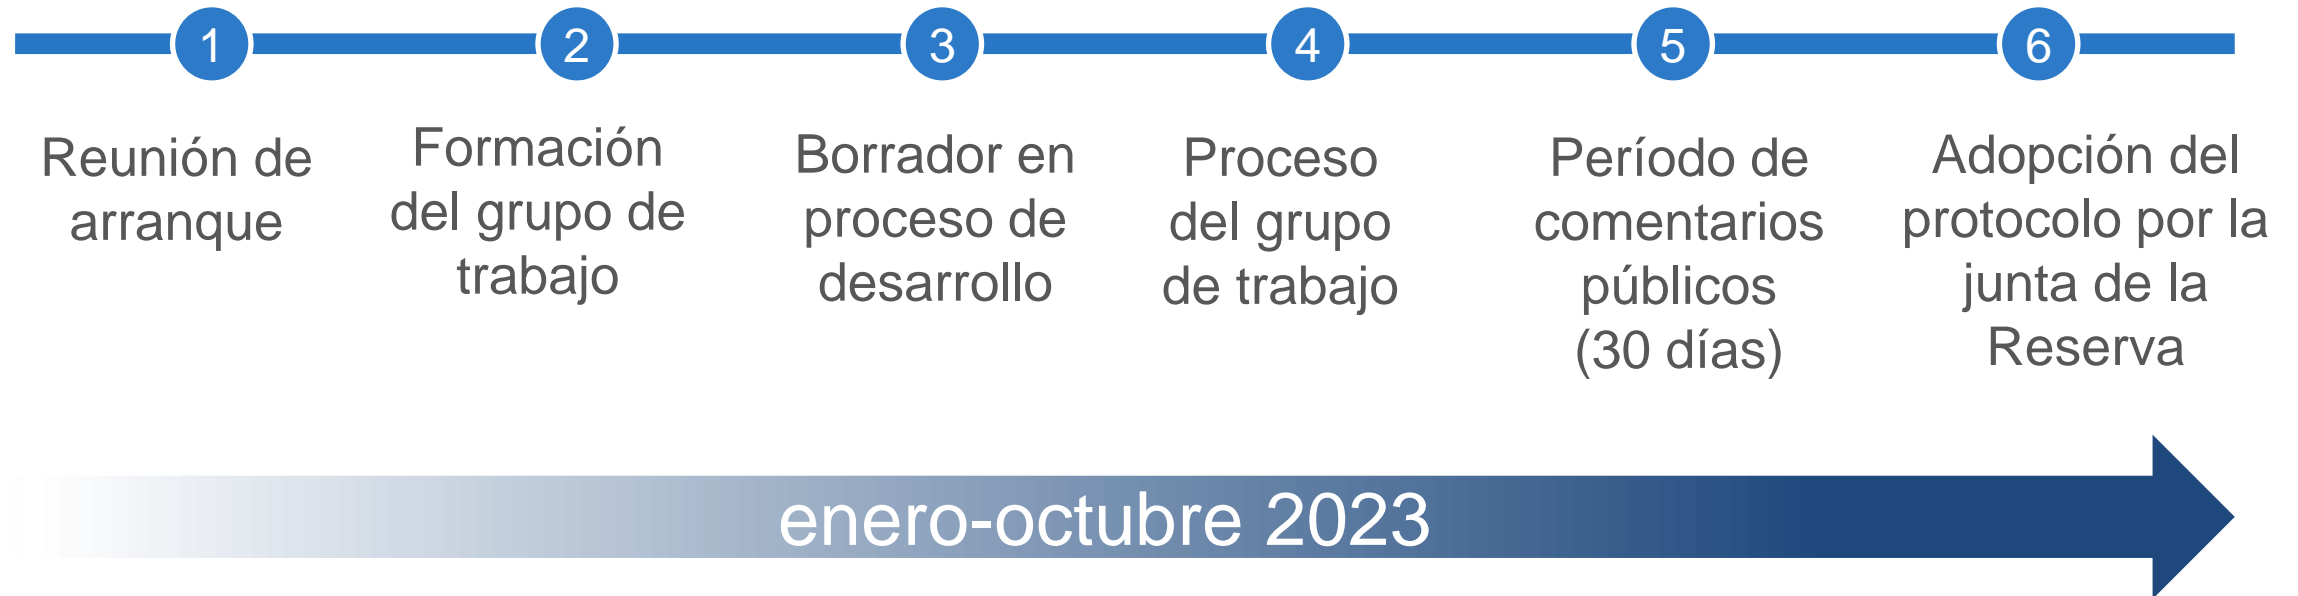 1
Reunión de
arranque
2
Formación
del grupo de
trabajo
3
Borrador en
proceso de
desarrollo
4
Proceso
del grupo
de trabajo
5
Período de
comentarios
públicos
(30 días)
6
Adopción del
protocolo por la
junta de la
Reserva
enero-octubre 2023